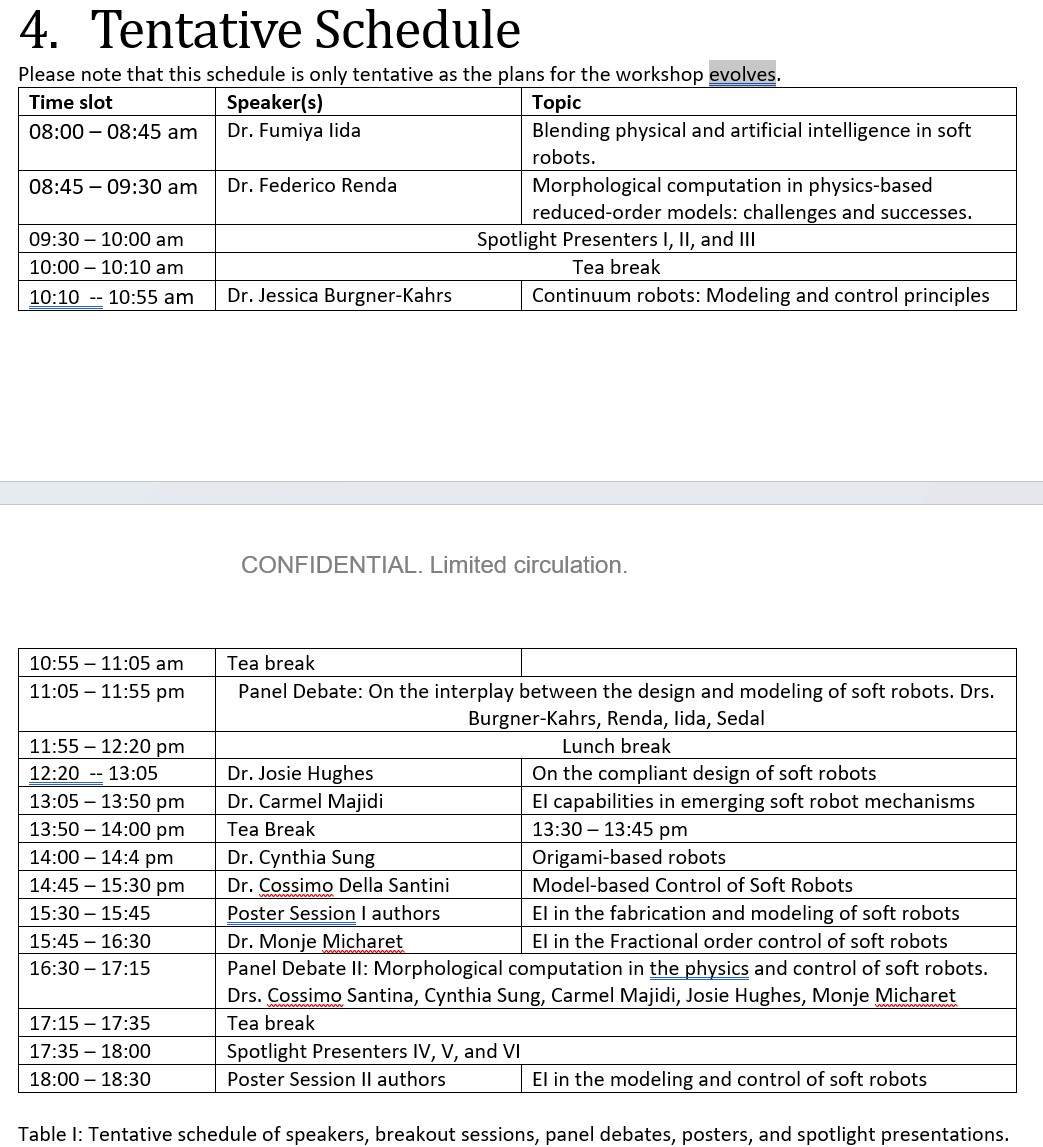 4. Tentative Schedule
Please note that this schedule is only tentative as the plans for the workshop evolves.
Time slot Speaker(s) Topic
08:00 – 08:45 am Dr. Fumiya Iida Blending physical and artificial intelligence in soft
robots.
08:45 – 09:30 am Dr. Federico Renda Morphological computation in physics-based
reduced-order models: challenges and successes.
09:30 – 10:00 am Spotlight Presenters I, II, and III
10:00 – 10:10 am Tea break
10:10 -- 10:55 am Dr. Jessica Burgner-Kahrs Continuum robots: Modeling and control principles
CONFIDENTIAL. Limited circulation.
10:55 – 11:05 am Tea break
11:05 – 11:55 pm Panel Debate: On the interplay between the design and modeling of soft robots. Drs.
Burgner-Kahrs, Renda, Iida, Sedal
11:55 – 12:20 pm Lunch break
12:20 -- 13:05 Dr. Josie Hughes On the compliant design of soft robots
13:05 – 13:50 pm Dr. Carmel Majidi EI capabilities in emerging soft robot mechanisms
13:50 – 14:00 pm Tea Break 13:30 – 13:45 pm
14:00 – 14:4 pm Dr. Cynthia Sung Origami-based robots
14:45 – 15:30 pm Dr. Cossimo Della Santini Model-based Control of Soft Robots
15:30 – 15:45 Poster Session I authors EI in the fabrication and modeling of soft robots
15:45 – 16:30 Dr. Monje Micharet EI in the Fractional order control of soft robots
16:30 – 17:15 Panel Debate II: Morphological computation in the physics and control of soft robots.
Drs. Cossimo Santina, Cynthia Sung, Carmel Majidi, Josie Hughes, Monje Micharet
17:15 – 17:35 Tea break
17:35 – 18:00 Spotlight Presenters IV, V, and VI
18:00 – 18:30 Poster Session II authors EI in the modeling and control of soft robots
Table I: Tentative schedule of speakers, breakout sessions, panel debates, posters, and spotlight presentations.